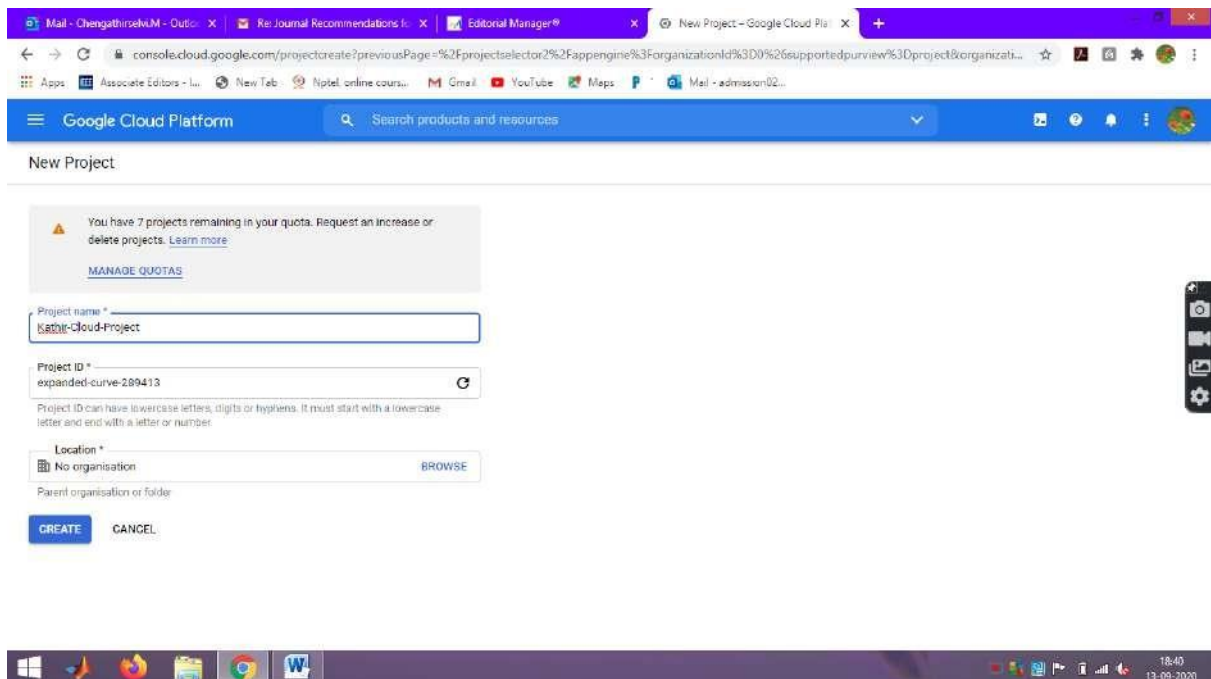 Mail - Chengathirselvi.M - Outlo
Re: Journal Recommendations fo
Editorial Manager®
New Project – Google Cloud Pla
console.cloud.google.com/projectcreate?previousPage=%2Fprojectselector2%2Fappengine%3ForganizationId%3D0%26supportedpurview%3Dproject&organizati...
Apps
Associate Editors - I...
New Tab
Nptel, online cours...
Gmail
YouTube
Maps
Mail - admission02...
Google Cloud Platform
Search products and resources
New Project
You have 7 projects remaining in your quota. Request an increase or
delete projects. Learn more
MANAGE QUOTAS
Project name *
Kathir-Cloud-Project
Project ID *
expanded-curve-289413
Project ID can have lowercase letters, digits or hyphens. It must start with a lowercase
letter and end with a letter or number
Location *
No organisation
BROWSE
Parent organisation or folder
CREATE
CANCEL
18:40
13-09-2020